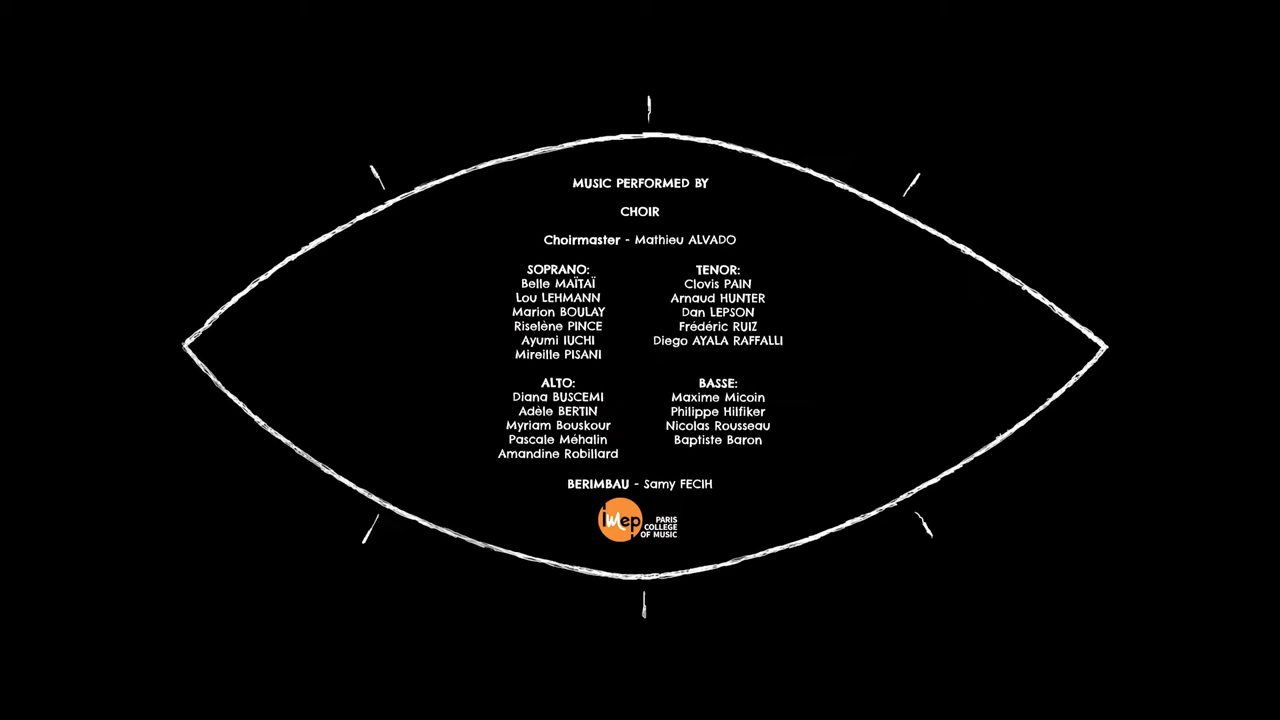 MUSIC PERFORMED BY
CHOIR
Choirmaster - Mathieu ALVADO
SOPRANO:
Belle MAÏTAÏ
Lou LEHMANN
Marion BOULAY
Riselène PINCE
Ayumi IUCHI
Mireille PISANI
TENOR:
Clovis PAIN
Arnaud HUNTER
Dan LEPSON
Frédéric RUIZ
Diego AYALA RAFFALLI
ALTO:
Diana BUSCEMI
Adèle BERTIN
Myriam Bouskour
Pascale Méhalin
Amandine Robillard
BASSE:
Maxime Micoin
Philippe Hilfiker
Nicolas Rousseau
Baptiste Baron
BERIMBAU - Samy FECIH
iMep
PARIS
COLLEGE
OF MUSIC